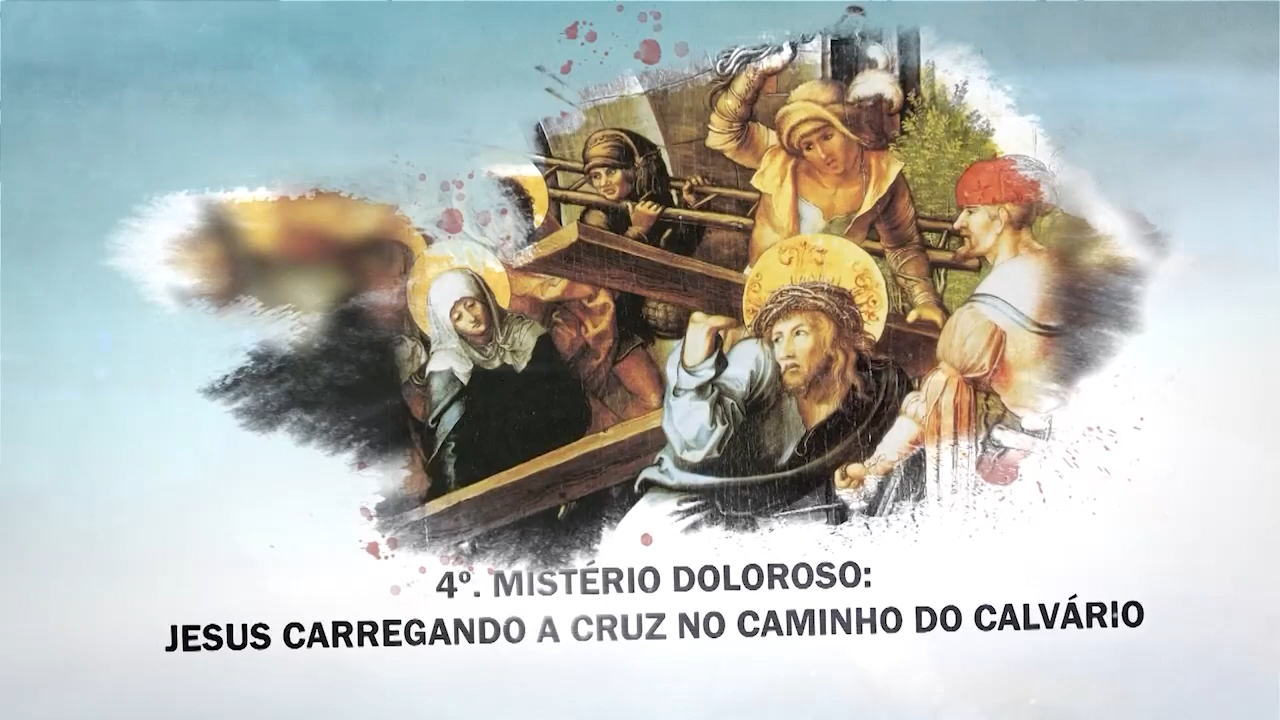 4º. MISTÉRIO DOLOROSO:
JESUS CARREGANDO A CRUZ NO CAMINHO DO CALVÁRIO